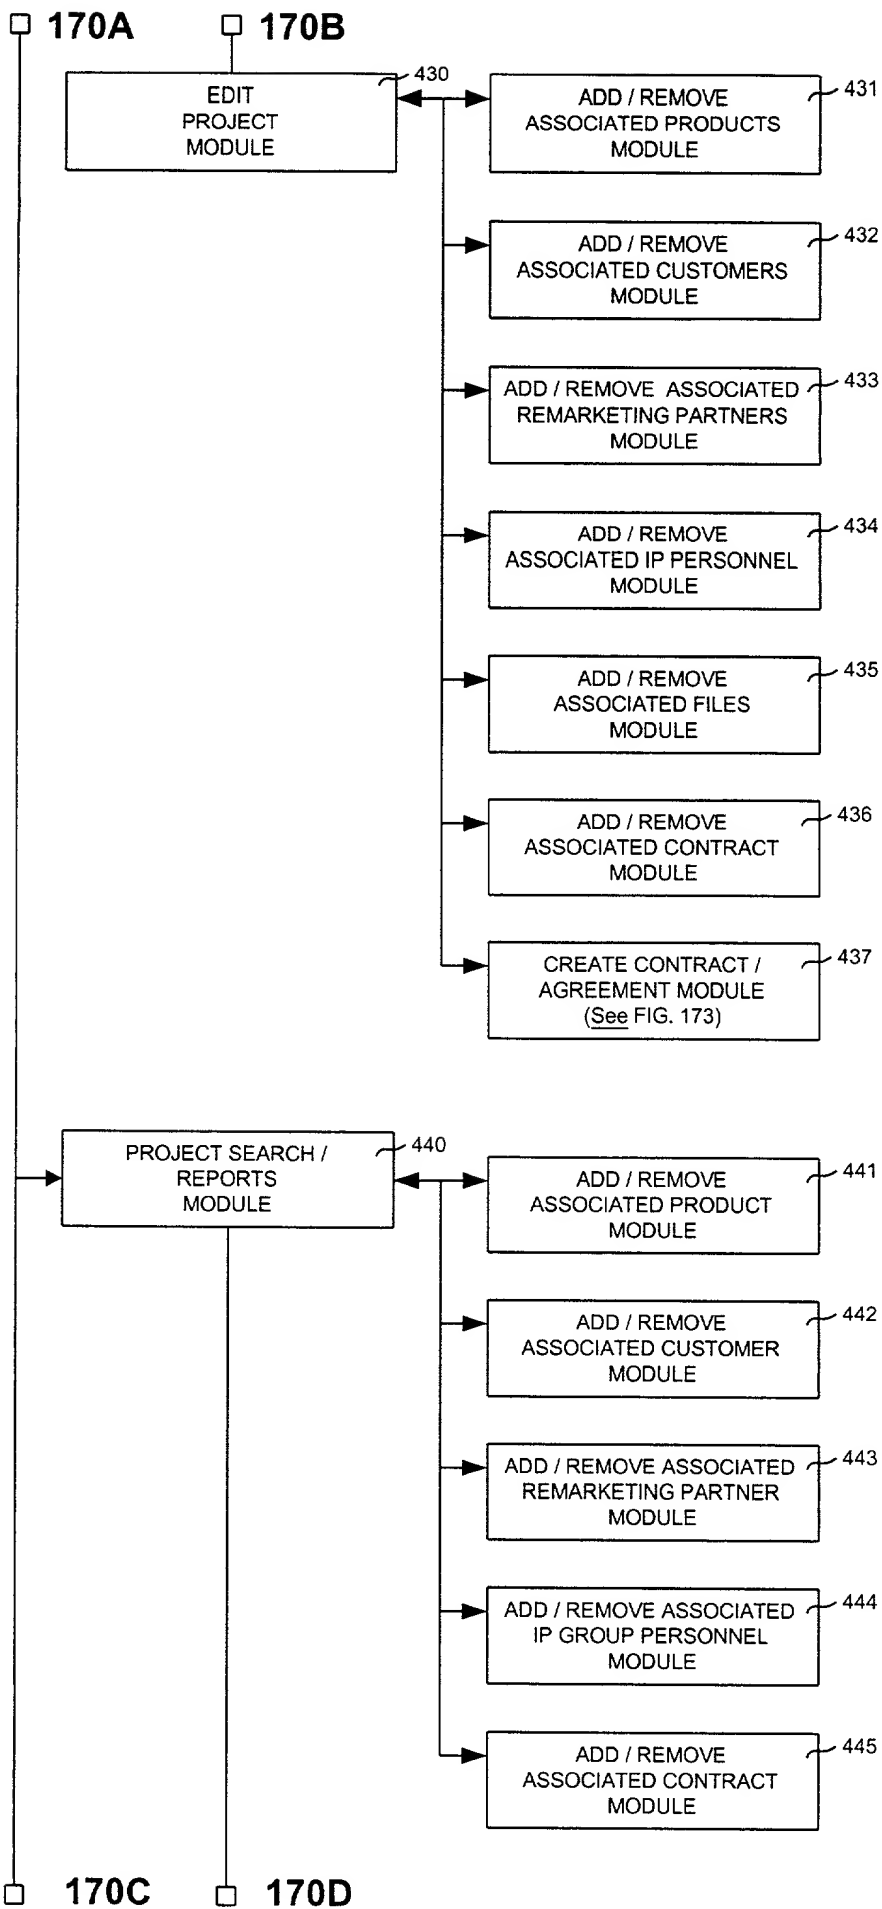 170A
170B
EDIT
PROJECT
MODULE
430
ADD / REMOVE
ASSOCIATED PRODUCTS
MODULE
431
ADD / REMOVE
ASSOCIATED CUSTOMERS
MODULE
432
ADD / REMOVE ASSOCIATED
REMARKETING PARTNERS
MODULE
433
ADD / REMOVE
ASSOCIATED IP PERSONNEL
MODULE
434
ADD / REMOVE
ASSOCIATED FILES
MODULE
435
ADD / REMOVE
ASSOCIATED CONTRACT
MODULE
436
CREATE CONTRACT /
AGREEMENT MODULE
(See FIG. 173)
437
PROJECT SEARCH /
REPORTS
MODULE
440
ADD / REMOVE
ASSOCIATED PRODUCT
MODULE
441
ADD / REMOVE
ASSOCIATED CUSTOMER
MODULE
442
ADD / REMOVE ASSOCIATED
REMARKETING PARTNER
MODULE
443
ADD / REMOVE ASSOCIATED
IP GROUP PERSONNEL
MODULE
444
ADD / REMOVE
ASSOCIATED CONTRACT
MODULE
445
170C
170D